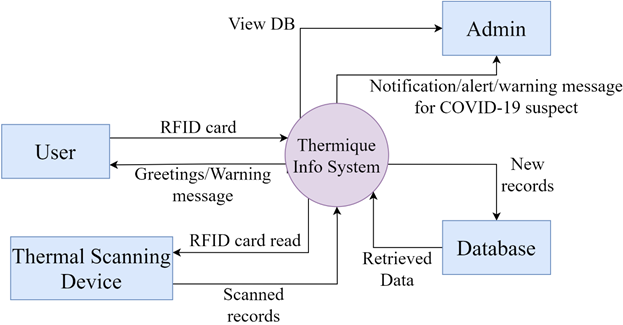 View DB
Admin
Notification/alert/warning message
for COVID-19 suspect
RFID card
User
Thermique
Info System
Greetings/Warning
message
New
records
RFID card read
Thermal Scanning
Device
Retrieved
Data
Database
Scanned
records